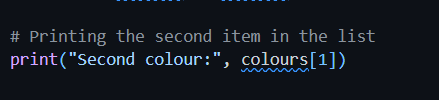 # Printing the second item in the list
print("Second colour:", colours[1])